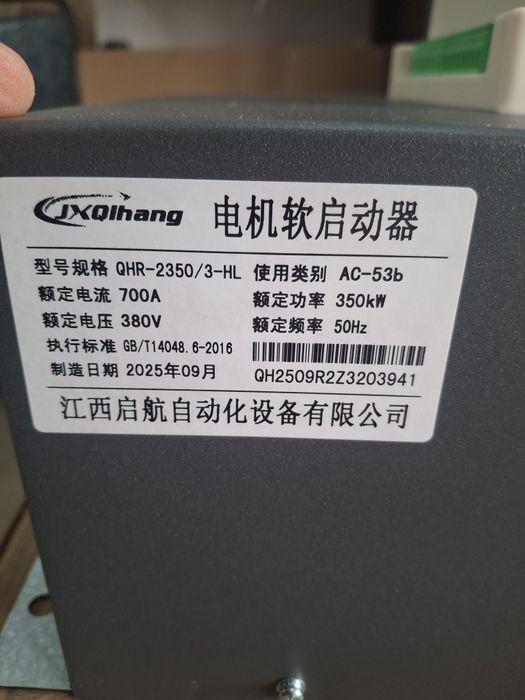 JXQIhang 电机软启动器
型号规格 QHR-2350/3-HL 使用类别 AC-53b
额定电流 700A 额定功率 350kW
额定电压 380V 额定频率 50Hz
执行标准 GB/T14048.6-2016
制造日期 2025年09月 QH2509R2Z3203941
江西启航自动化设备有限公司